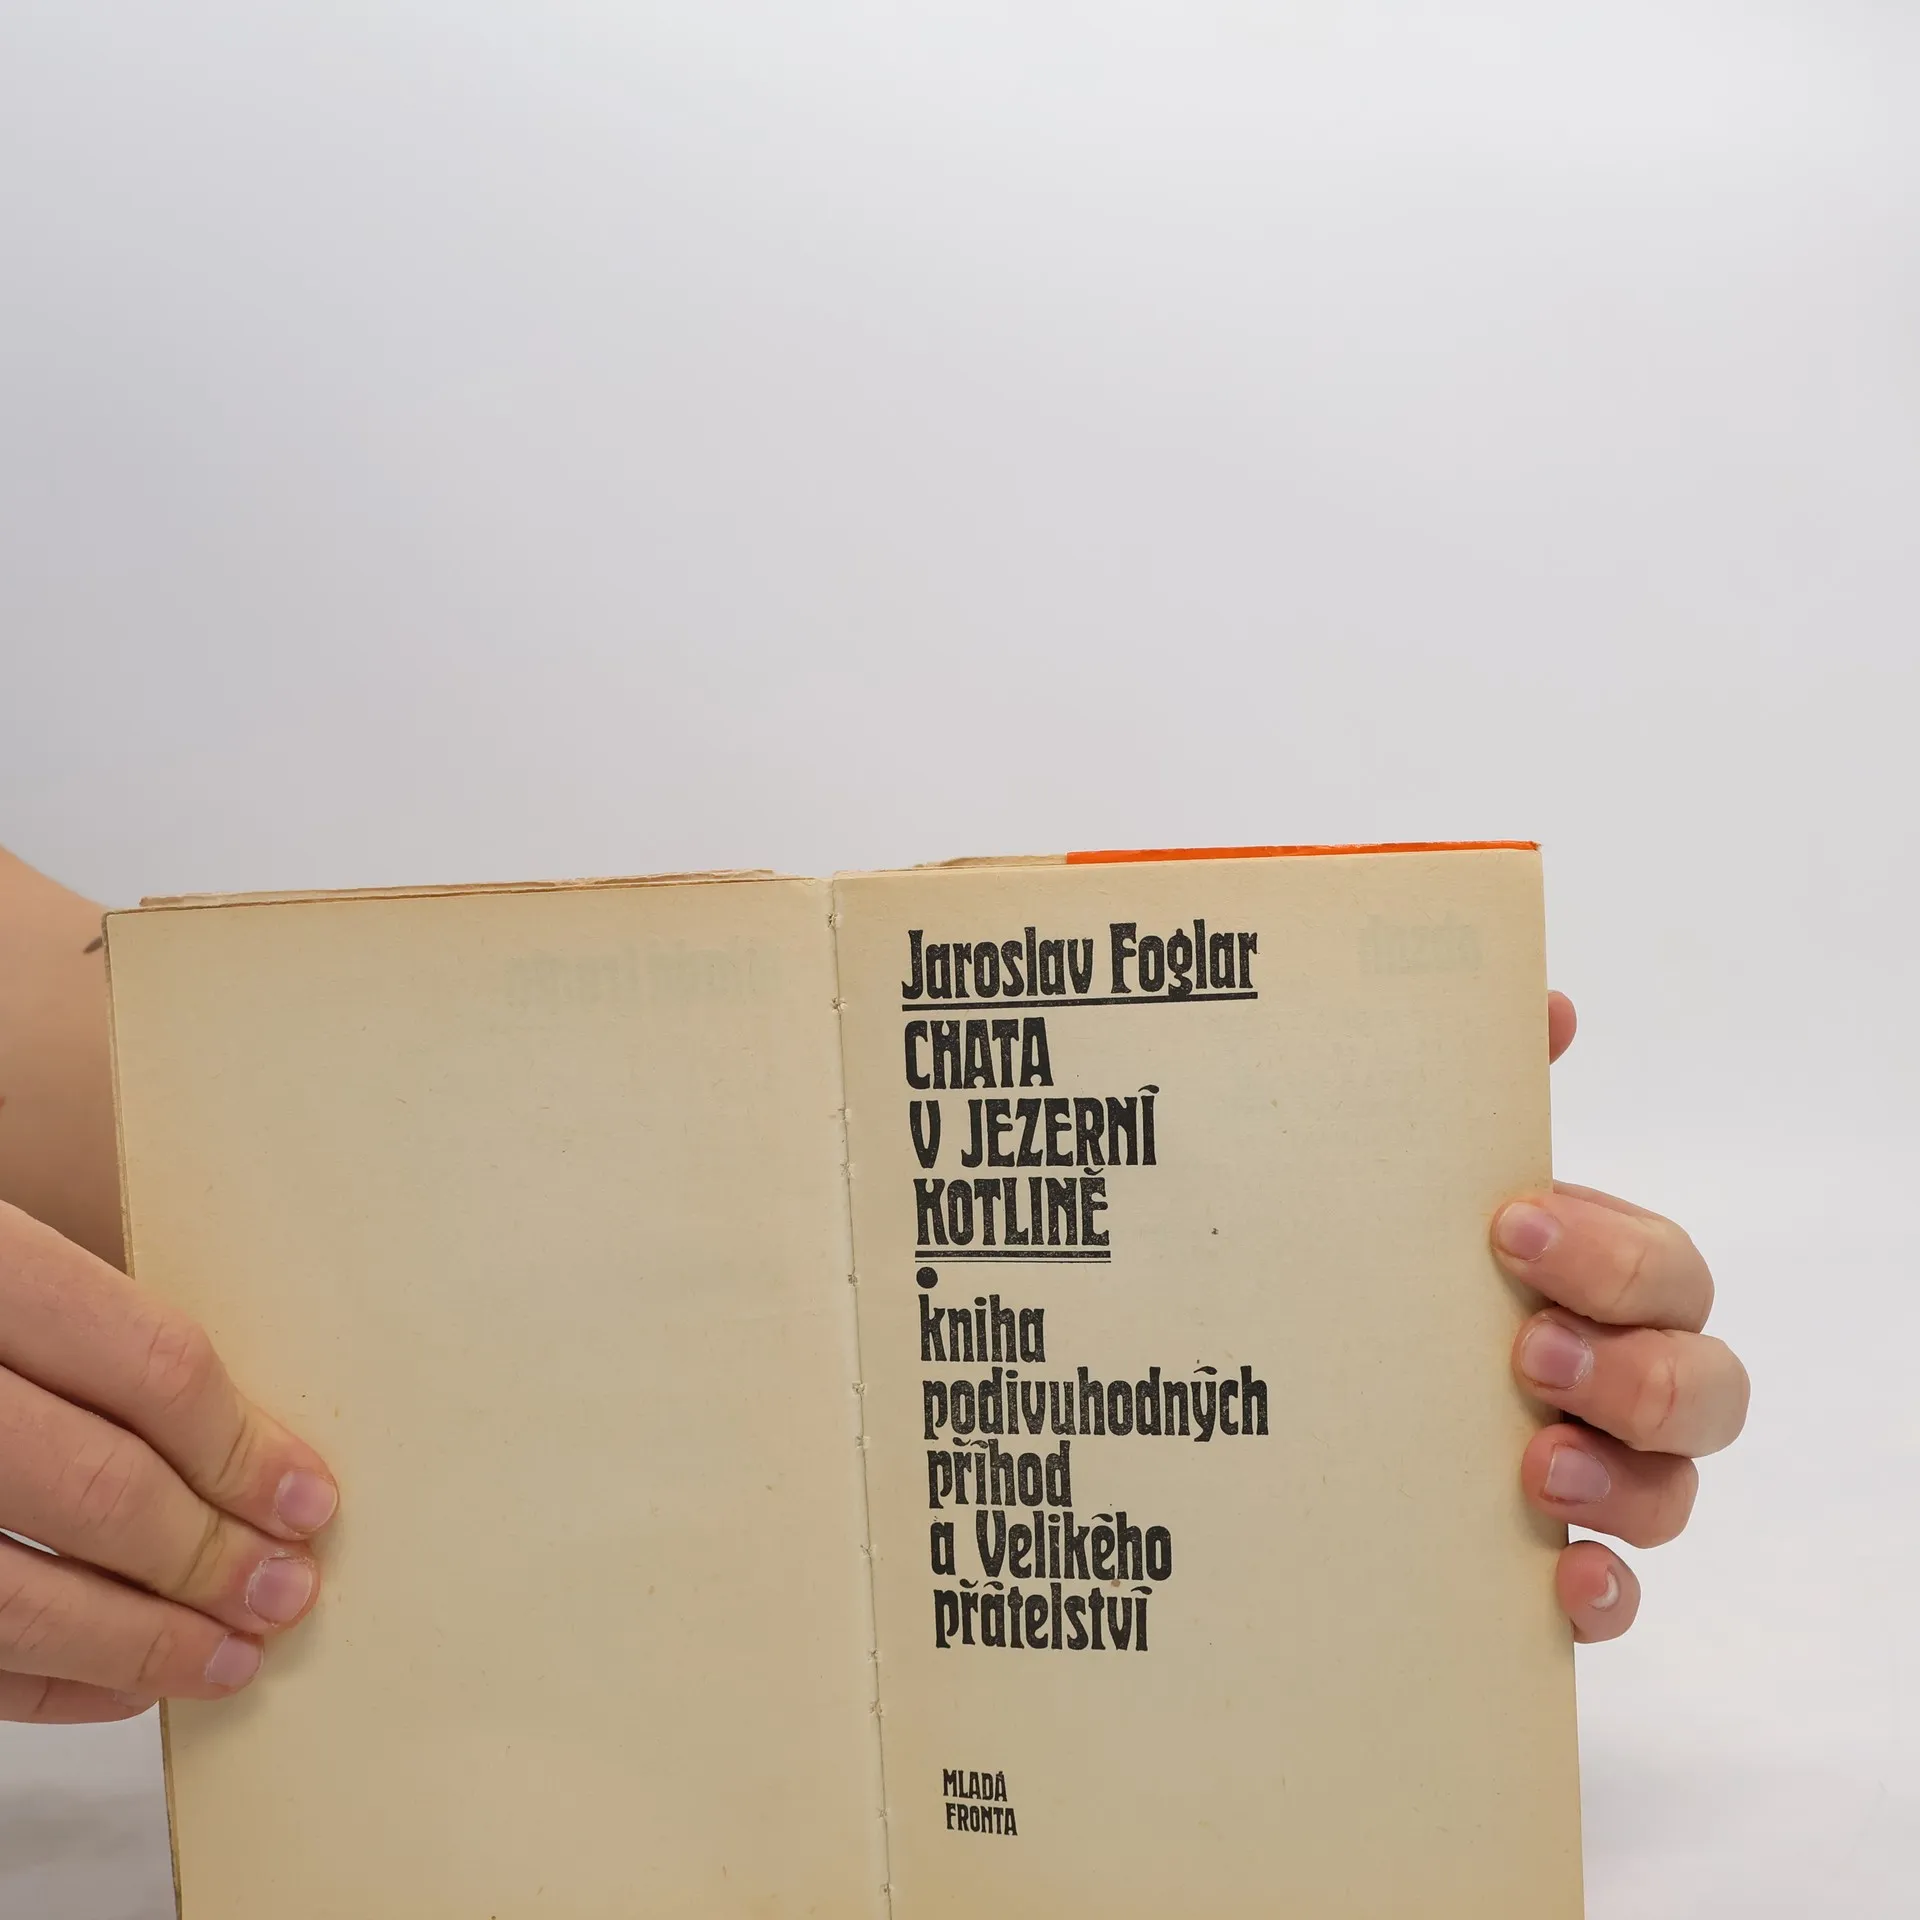 Jaroslav Foglar
CHATA
V JEZERNÍ
KOTLINĚ
kniha
podivuhodných
příhod
a Velikého
přátelství
MLADÁ
FRONTA